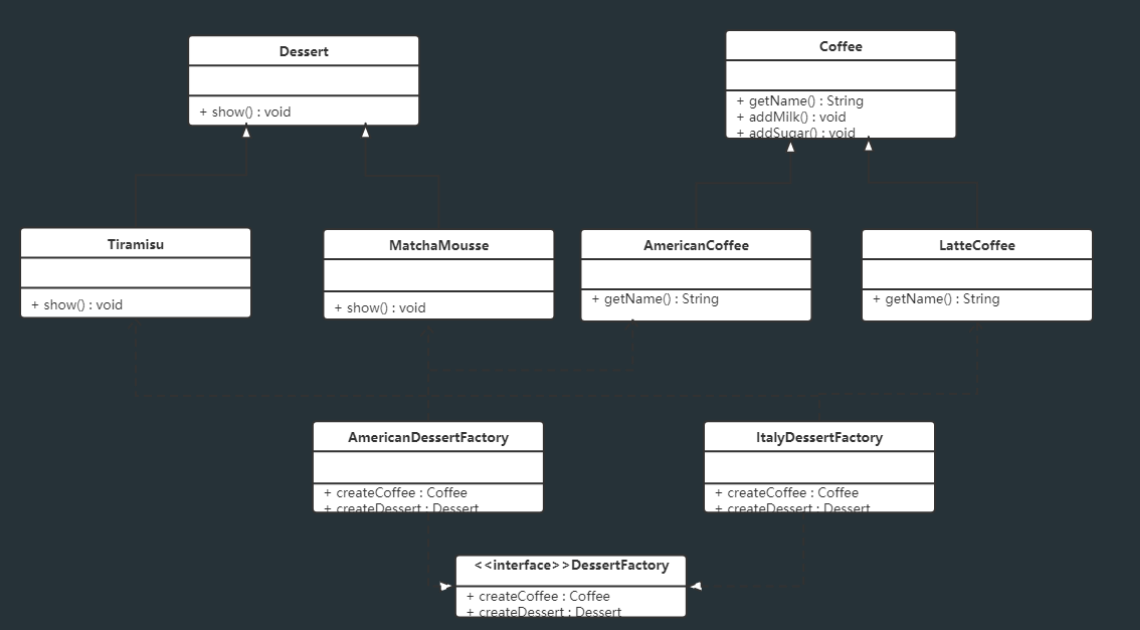 Dessert
+ show() : void
Coffee
+ getName() : String
+ addMilk() : void
+ addSugar() : void
Tiramisu
+ show() : void
MatchaMousse
+ show() : void
AmericanCoffee
+ getName() : String
LatteCoffee
+ getName() : String
AmericanDessertFactory
+ createCoffee : Coffee
+ createDessert : Dessert
ItalyDessertFactory
+ createCoffee : Coffee
+ createDessert : Dessert
<<interface>>DessertFactory
+ createCoffee : Coffee
+ createDessert : Dessert